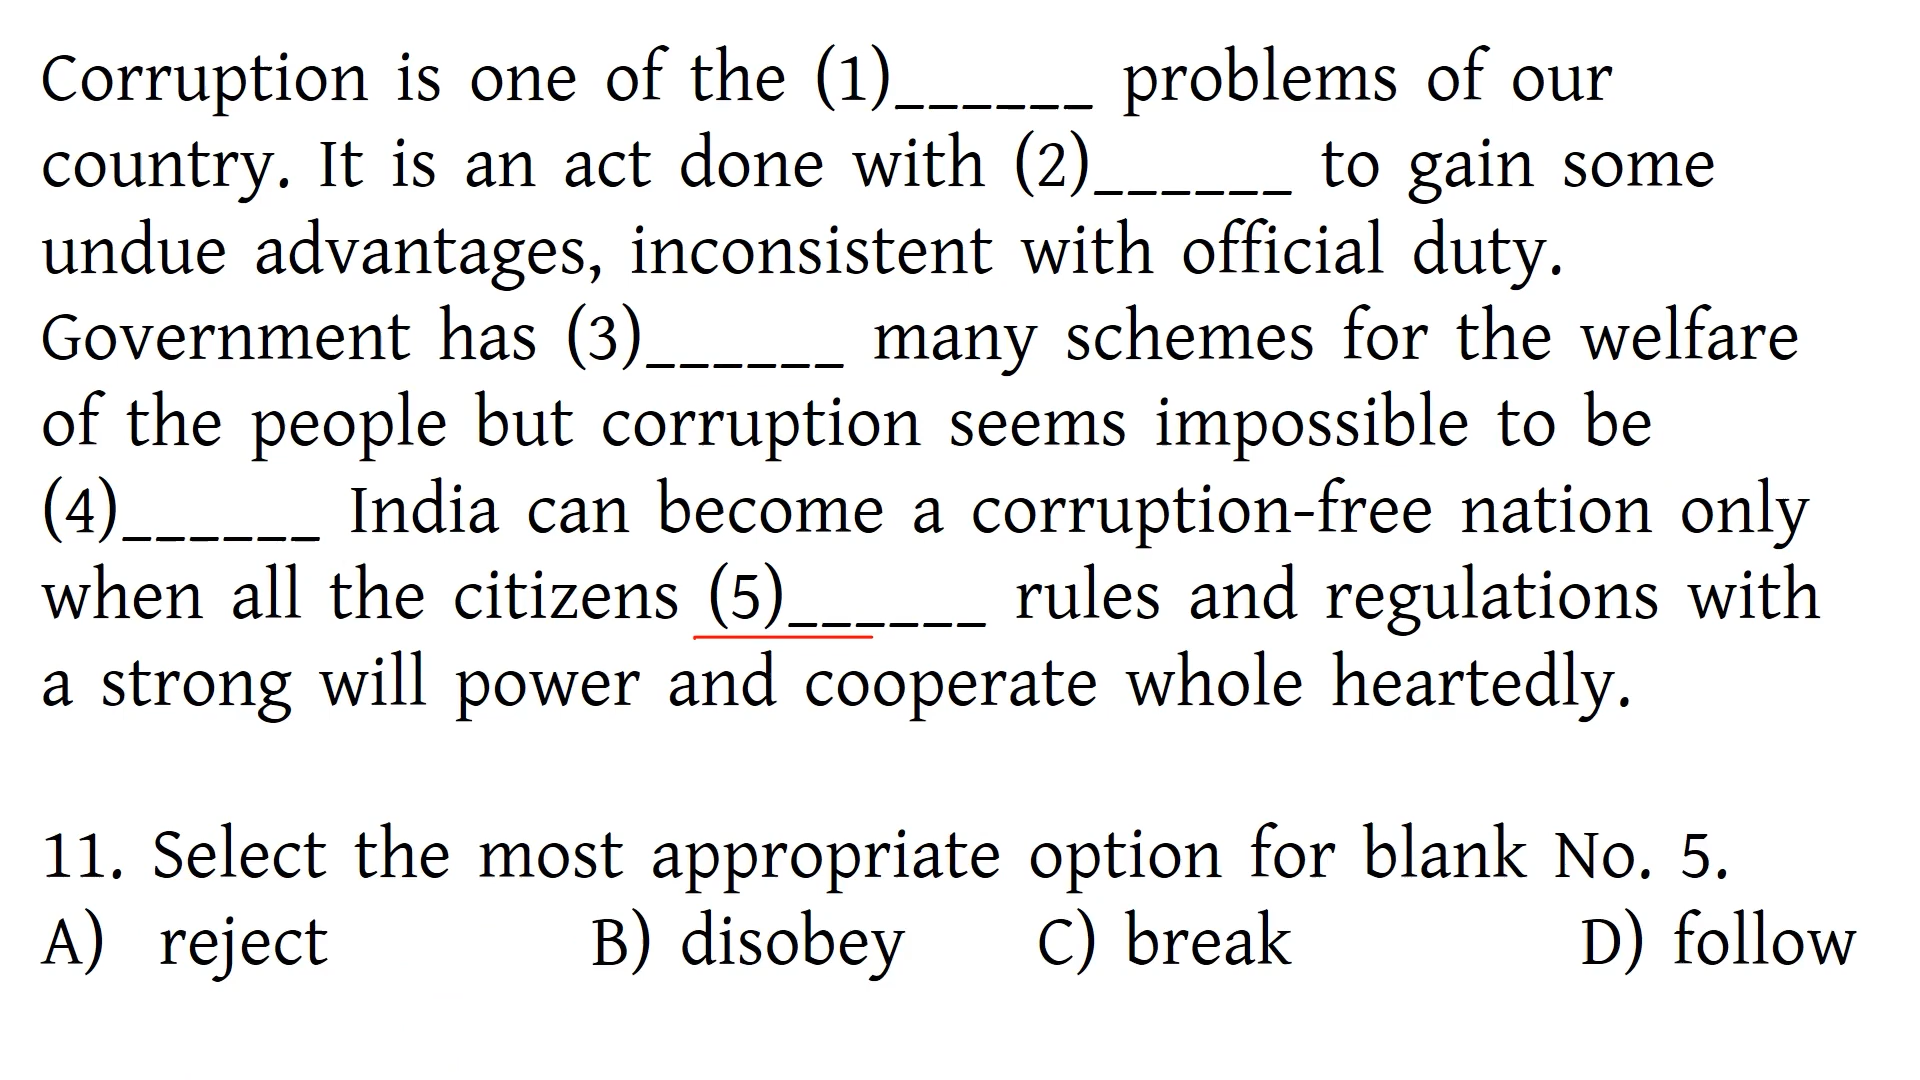 Corruption is one of the (1)______ problems of our
country. It is an act done with (2)______ to gain some
undue advantages, inconsistent with official duty.
Government has (3)______ many schemes for the welfare
of the people but corruption seems impossible to be
(4)______ India can become a corruption-free nation only
when all the citizens (5)______ rules and regulations with
a strong will power and cooperate whole heartedly.
11. Select the most appropriate option for blank No. 5.
A) reject B) disobey C) break D) follow